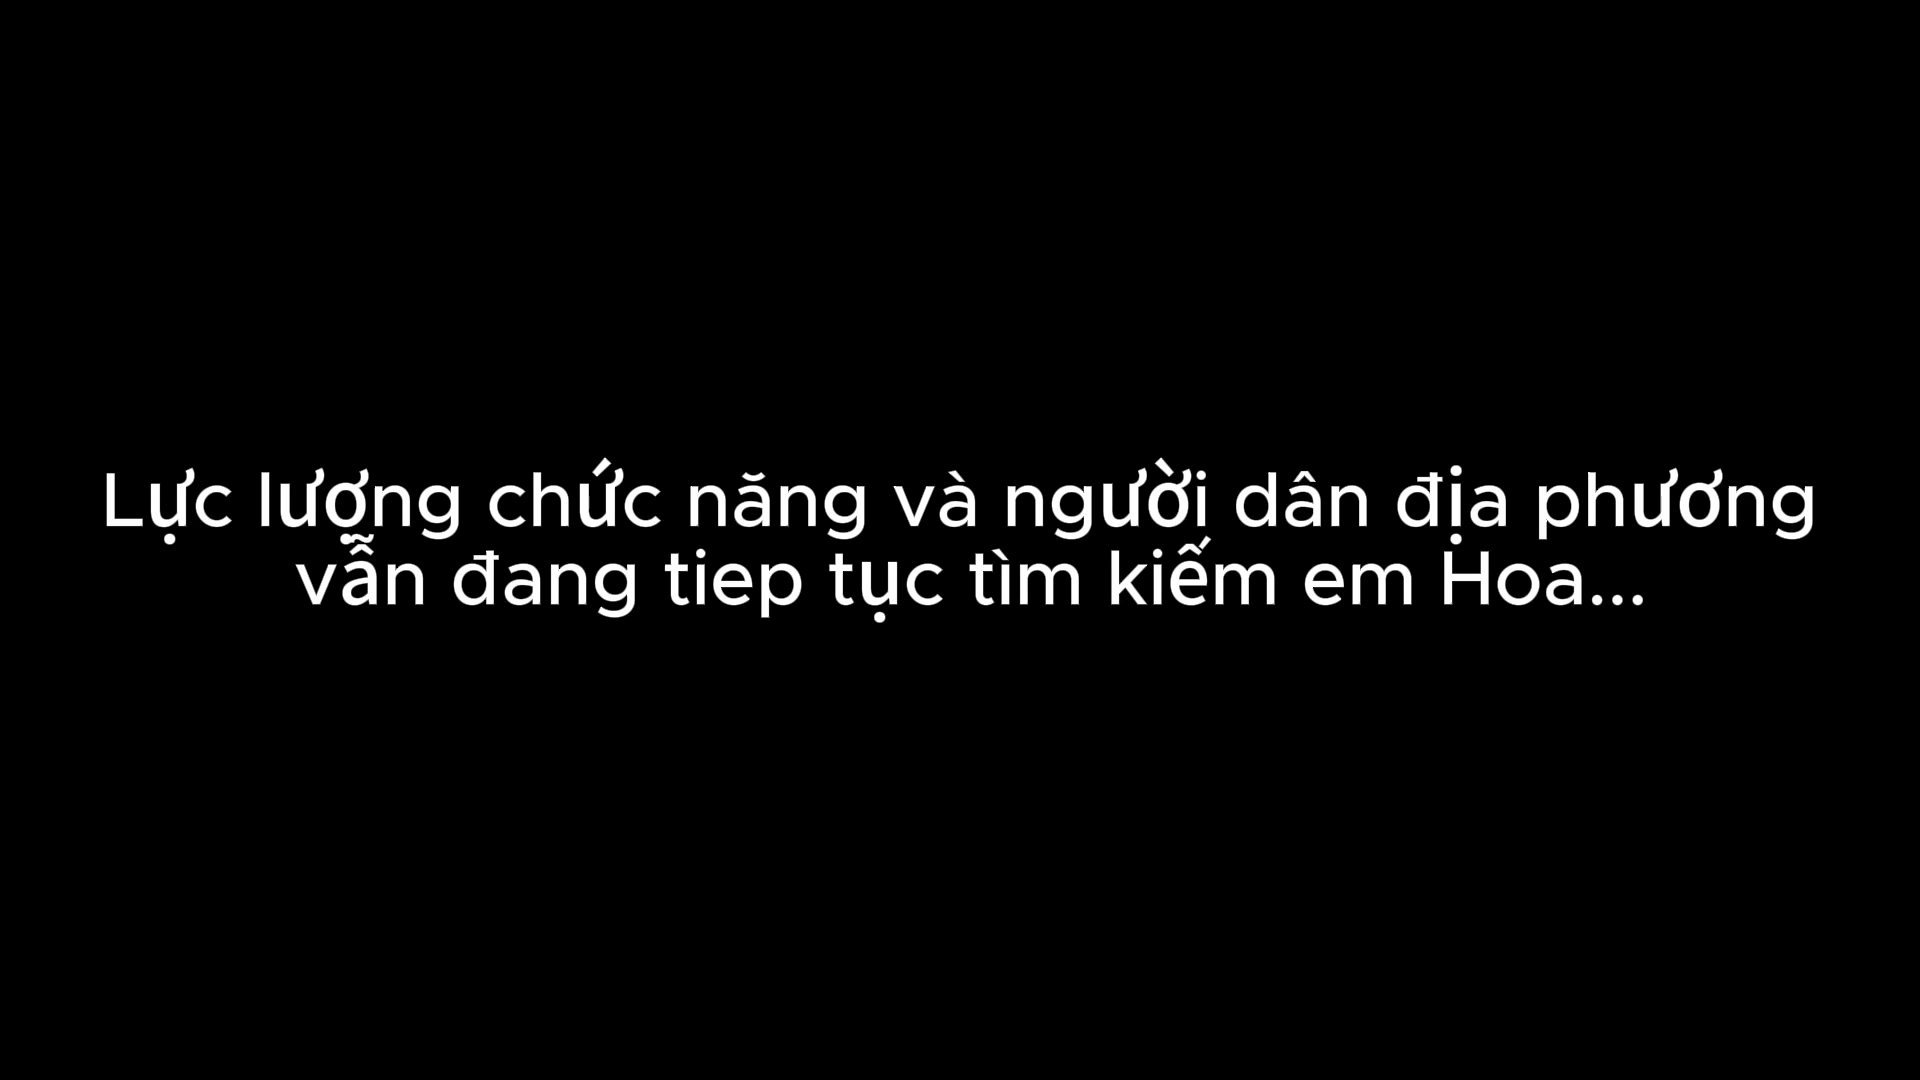 Lực lượng chức năng và người dân địa phương
vẫn đang tiep tục tìm kiếm em Hoa...